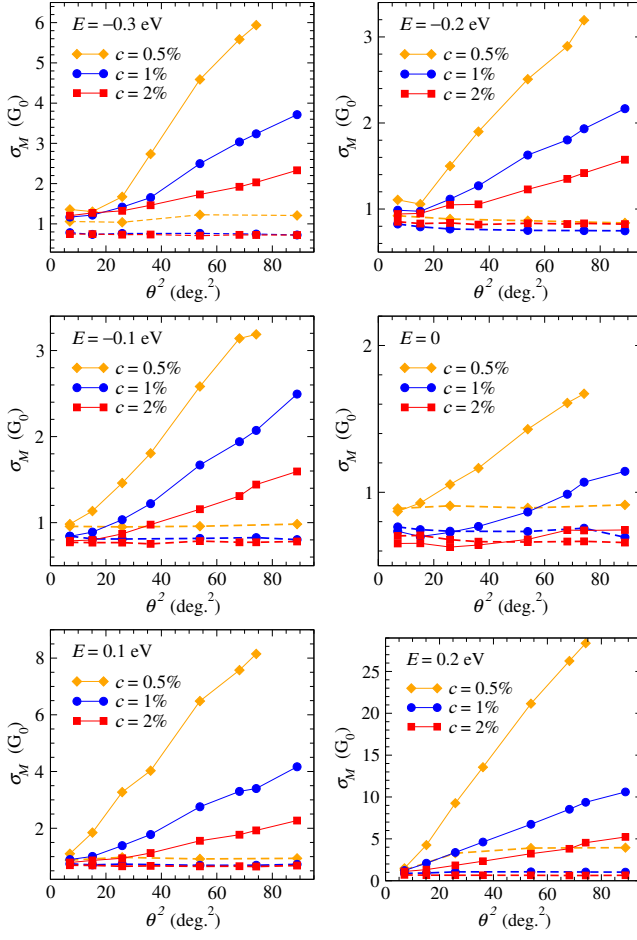 E = −0.3 eV
c = 0.5%
c = 1%
c = 2%
σ_M (G₀)
6
5
4
3
2
1
0 20 40 60 80
θ² (deg.²)
E = −0.2 eV
c = 0.5%
c = 1%
c = 2%
σ_M (G₀)
3
2
1
0 20 40 60 80
θ² (deg.²)
E = −0.1 eV
c = 0.5%
c = 1%
c = 2%
σ_M (G₀)
3
2
1
0 20 40 60 80
θ² (deg.²)
E = 0
c = 0.5%
c = 1%
c = 2%
σ_M (G₀)
2
1
0 20 40 60 80
θ² (deg.²)
E = 0.1 eV
c = 0.5%
c = 1%
c = 2%
σ_M (G₀)
8
6
4
2
0 20 40 60 80
θ² (deg.²)
E = 0.2 eV
c = 0.5%
c = 1%
c = 2%
σ_M (G₀)
25
20
15
10
5
0
0 20 40 60 80
θ² (deg.²)